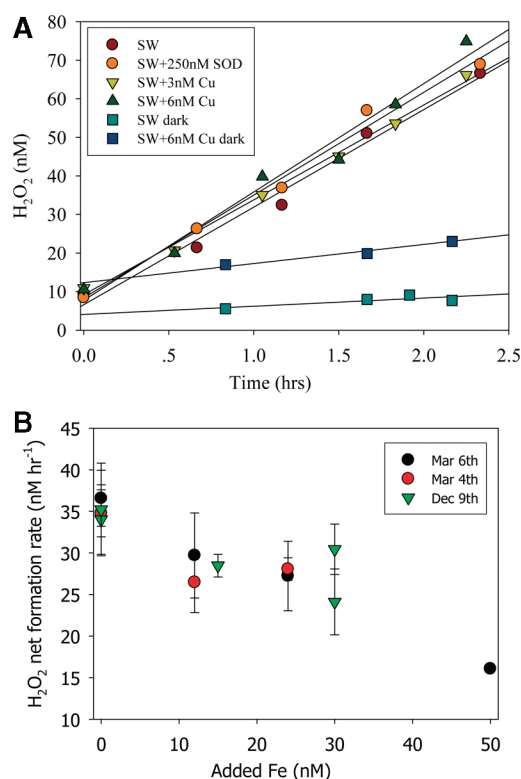 A
80
70
60
50
40
30
20
10
0
H₂O₂ (nM)
SW
SW+250nM SOD
SW+3nM Cu
SW+6nM Cu
SW dark
SW+6nM Cu dark
0.0 .5 1.0 1.5 2.0 2.5
Time (hrs)
B
45
40
35
30
25
20
15
10
H₂O₂ net formation rate (nM hr⁻¹)
Mar 6th
Mar 4th
Dec 9th
0 10 20 30 40 50
Added Fe (nM)